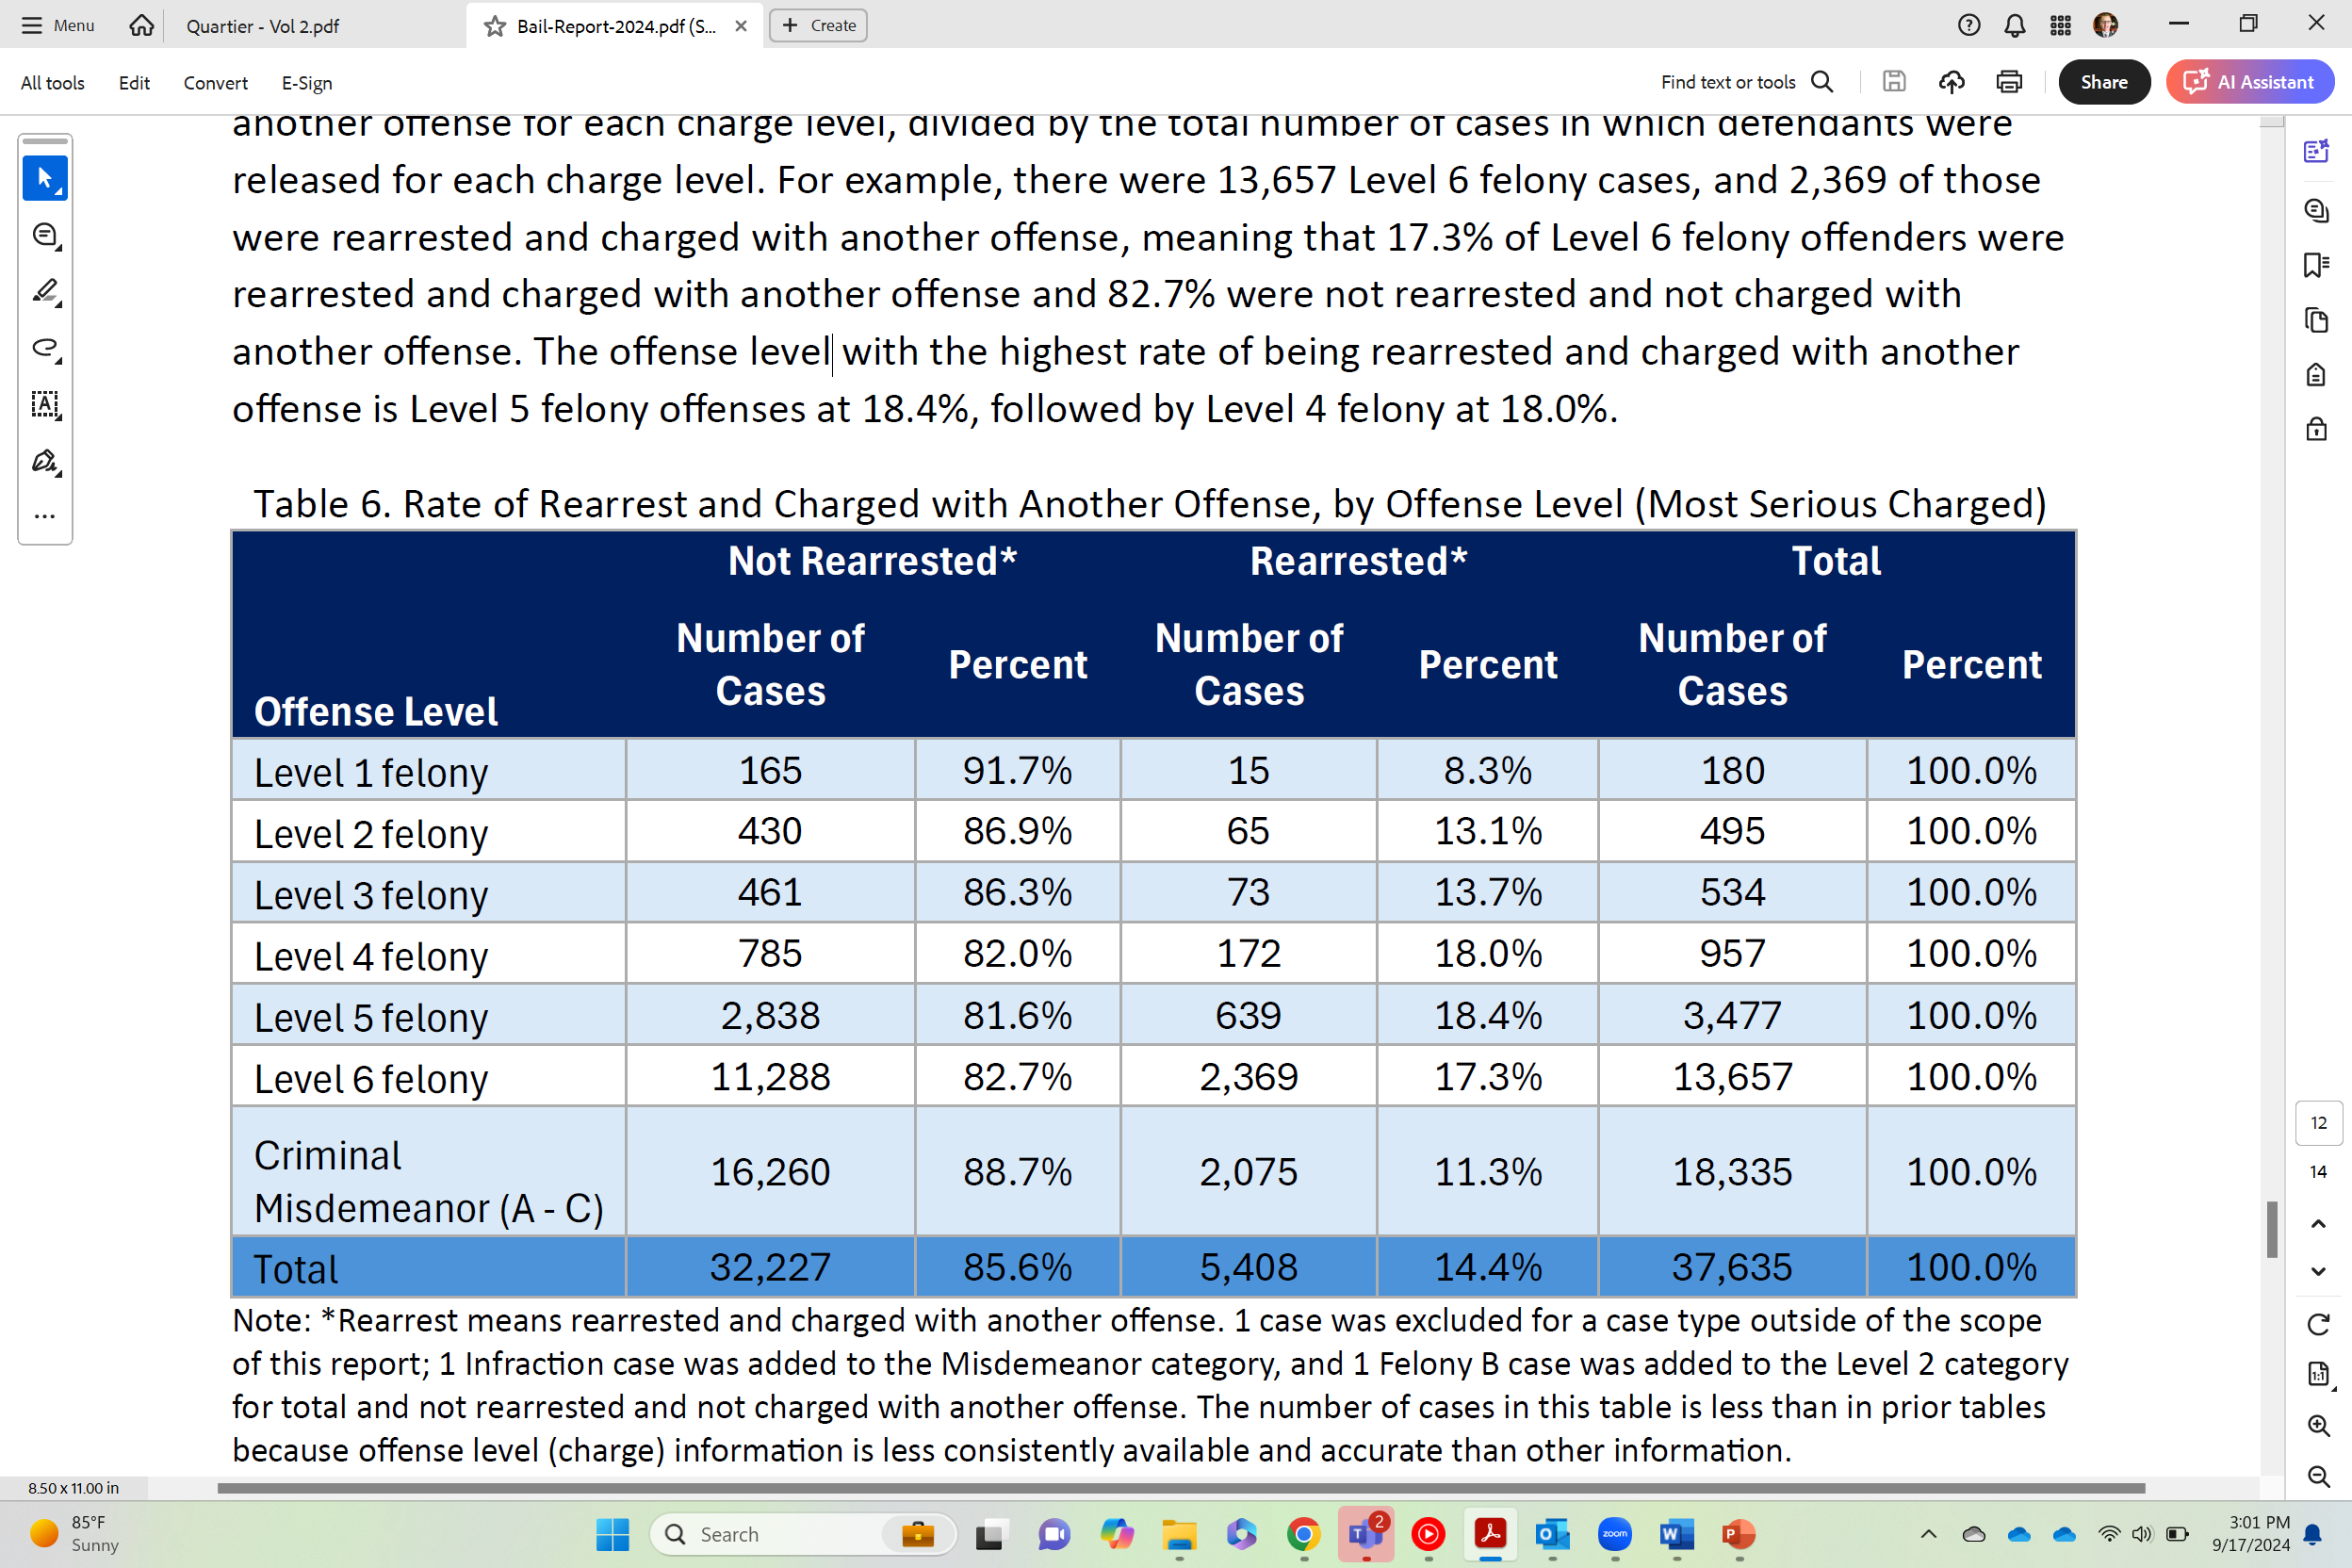 Menu
Quartier - Vol 2.pdf
Bail-Report-2024.pdf (S...
Create
All tools Edit Convert E-Sign
Find text or tools
Share
AI Assistant
another offense for each charge level, divided by the total number of cases in which defendants were
released for each charge level. For example, there were 13,657 Level 6 felony cases, and 2,369 of those
were rearrested and charged with another offense, meaning that 17.3% of Level 6 felony offenders were
rearrested and charged with another offense and 82.7% were not rearrested and not charged with
another offense. The offense level with the highest rate of being rearrested and charged with another
offense is Level 5 felony offenses at 18.4%, followed by Level 4 felony at 18.0%.
Table 6. Rate of Rearrest and Charged with Another Offense, by Offense Level (Most Serious Charged)
Not Rearrested* Rearrested* Total
Offense Level Number of Cases Percent Number of Cases Percent Number of Cases Percent
Level 1 felony 165 91.7% 15 8.3% 180 100.0%
Level 2 felony 430 86.9% 65 13.1% 495 100.0%
Level 3 felony 461 86.3% 73 13.7% 534 100.0%
Level 4 felony 785 82.0% 172 18.0% 957 100.0%
Level 5 felony 2,838 81.6% 639 18.4% 3,477 100.0%
Level 6 felony 11,288 82.7% 2,369 17.3% 13,657 100.0%
Criminal Misdemeanor (A - C) 16,260 88.7% 2,075 11.3% 18,335 100.0%
Total 32,227 85.6% 5,408 14.4% 37,635 100.0%
Note: *Rearrest means rearrested and charged with another offense. 1 case was excluded for a case type outside of the scope
of this report; 1 Infraction case was added to the Misdemeanor category, and 1 Felony B case was added to the Level 2 category
for total and not rearrested and not charged with another offense. The number of cases in this table is less than in prior tables
because offense level (charge) information is less consistently available and accurate than other information.
12
14
1:1
8.50 x 11.00 in
85°F
Sunny
Search
T 2
O
zoom
W
P
3:01 PM
9/17/2024